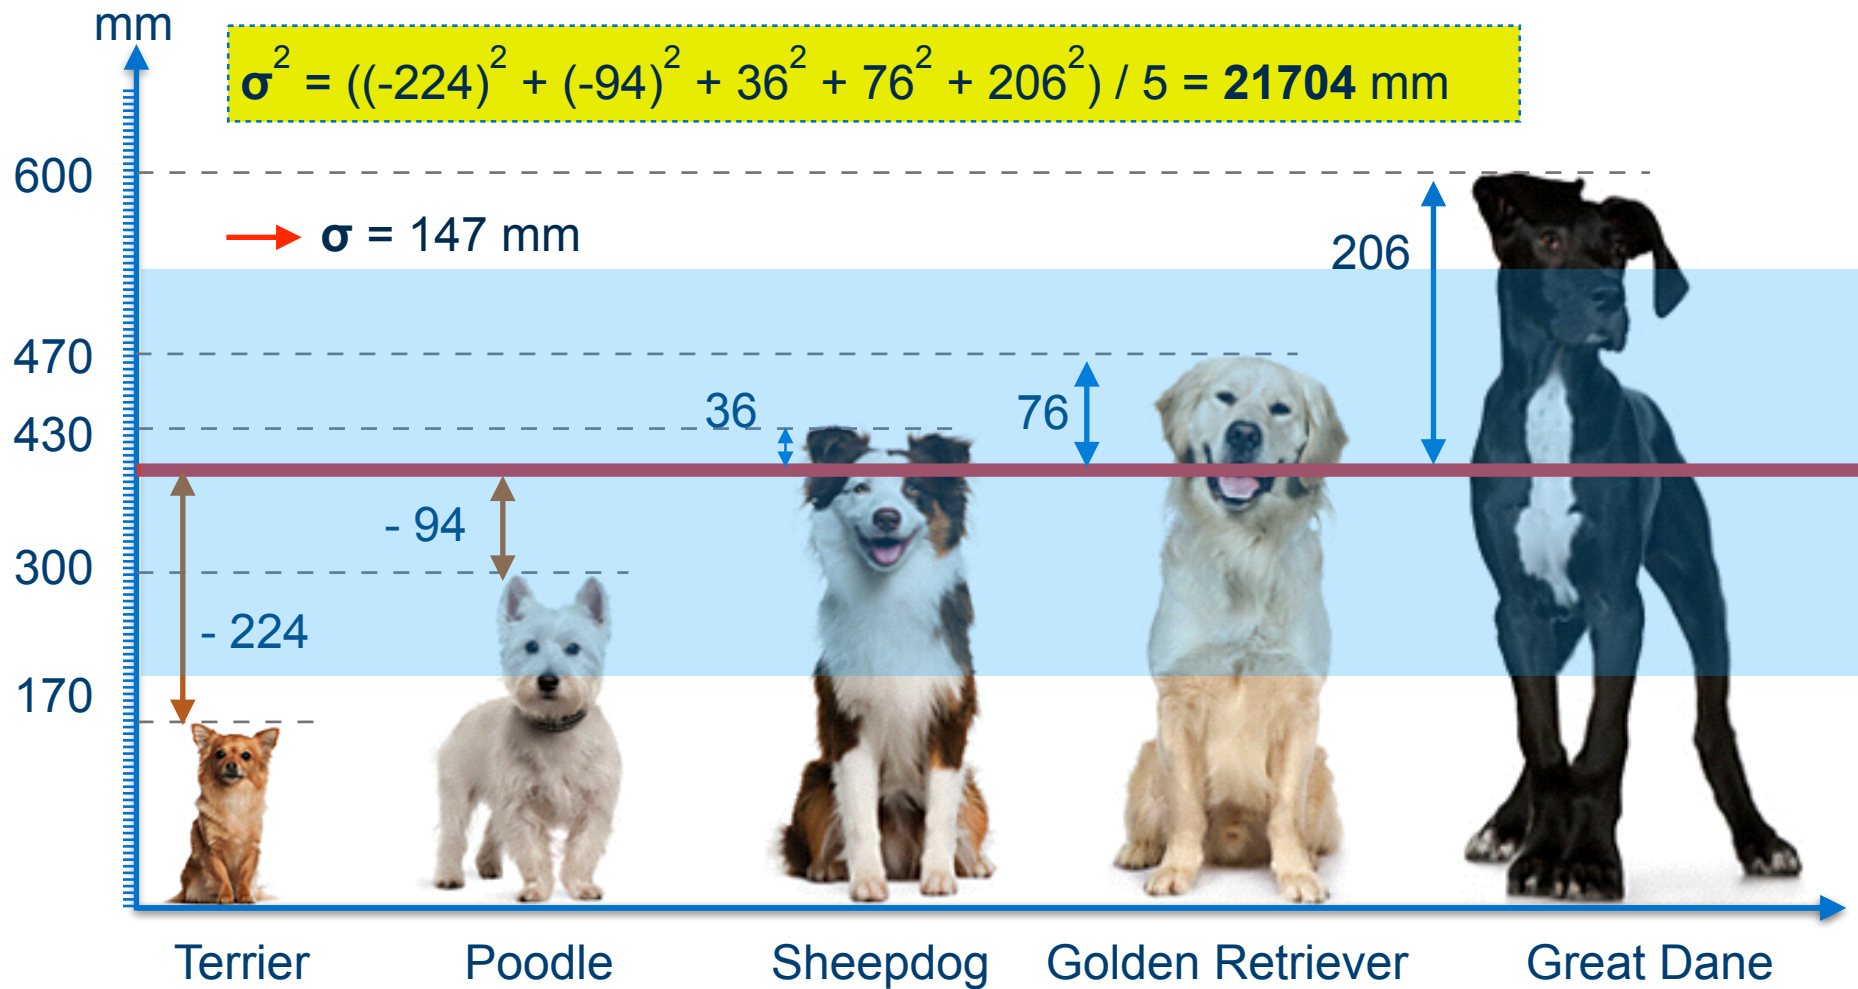 mm
σ² = ((-224)² + (-94)² + 36² + 76² + 206²) / 5 = 21704 mm
600
σ = 147 mm
206
470
36
76
430
- 94
300
- 224
170
Terrier Poodle Sheepdog Golden Retriever Great Dane